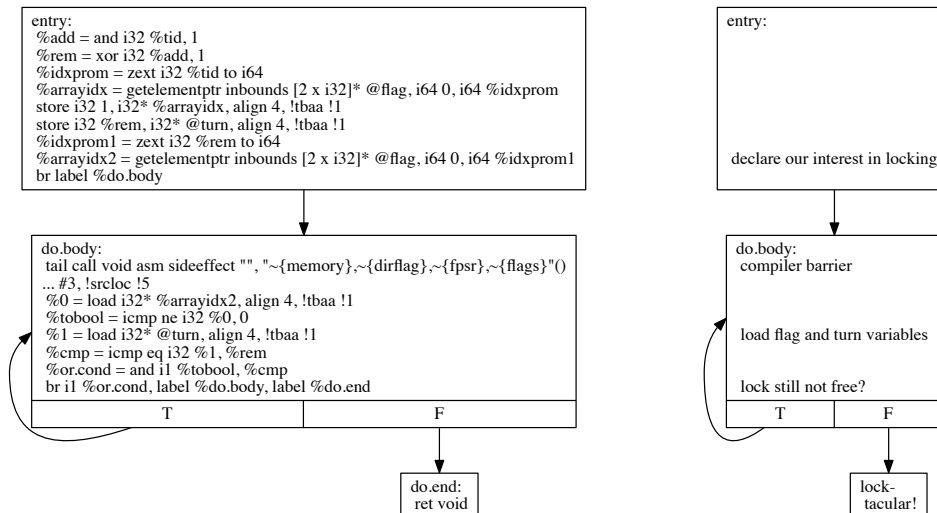 entry:
%add = and i32 %tid, 1
%rem = xor i32 %add, 1
%idxprom = zext i32 %tid to i64
%arrayidx = getelementptr inbounds [2 x i32]* @flag, i64 0, i64 %idxprom
store i32 1, i32* %arrayidx, align 4, !tbaa !1
store i32 %rem, i32* @turn, align 4, !tbaa !1
%idxprom1 = zext i32 %rem to i64
%arrayidx2 = getelementptr inbounds [2 x i32]* @flag, i64 0, i64 %idxprom1
br label %do.body
do.body:
tail call void asm sideeffect "", "~{memory},~{dirflag},~{fpsr},~{flags}"()
... #3, !srcloc !5
%0 = load i32* %arrayidx2, align 4, !tbaa !1
%tobool = icmp ne i32 %0, 0
%1 = load i32* @turn, align 4, !tbaa !1
%cmp = icmp eq i32 %1, %rem
%or.cond = and i1 %tobool, %cmp
br i1 %or.cond, label %do.body, label %do.end
T F
do.end:
ret void
entry:
declare our interest in locking
do.body:
compiler barrier
load flag and turn variables
lock still not free?
T F
lock-
tacular!